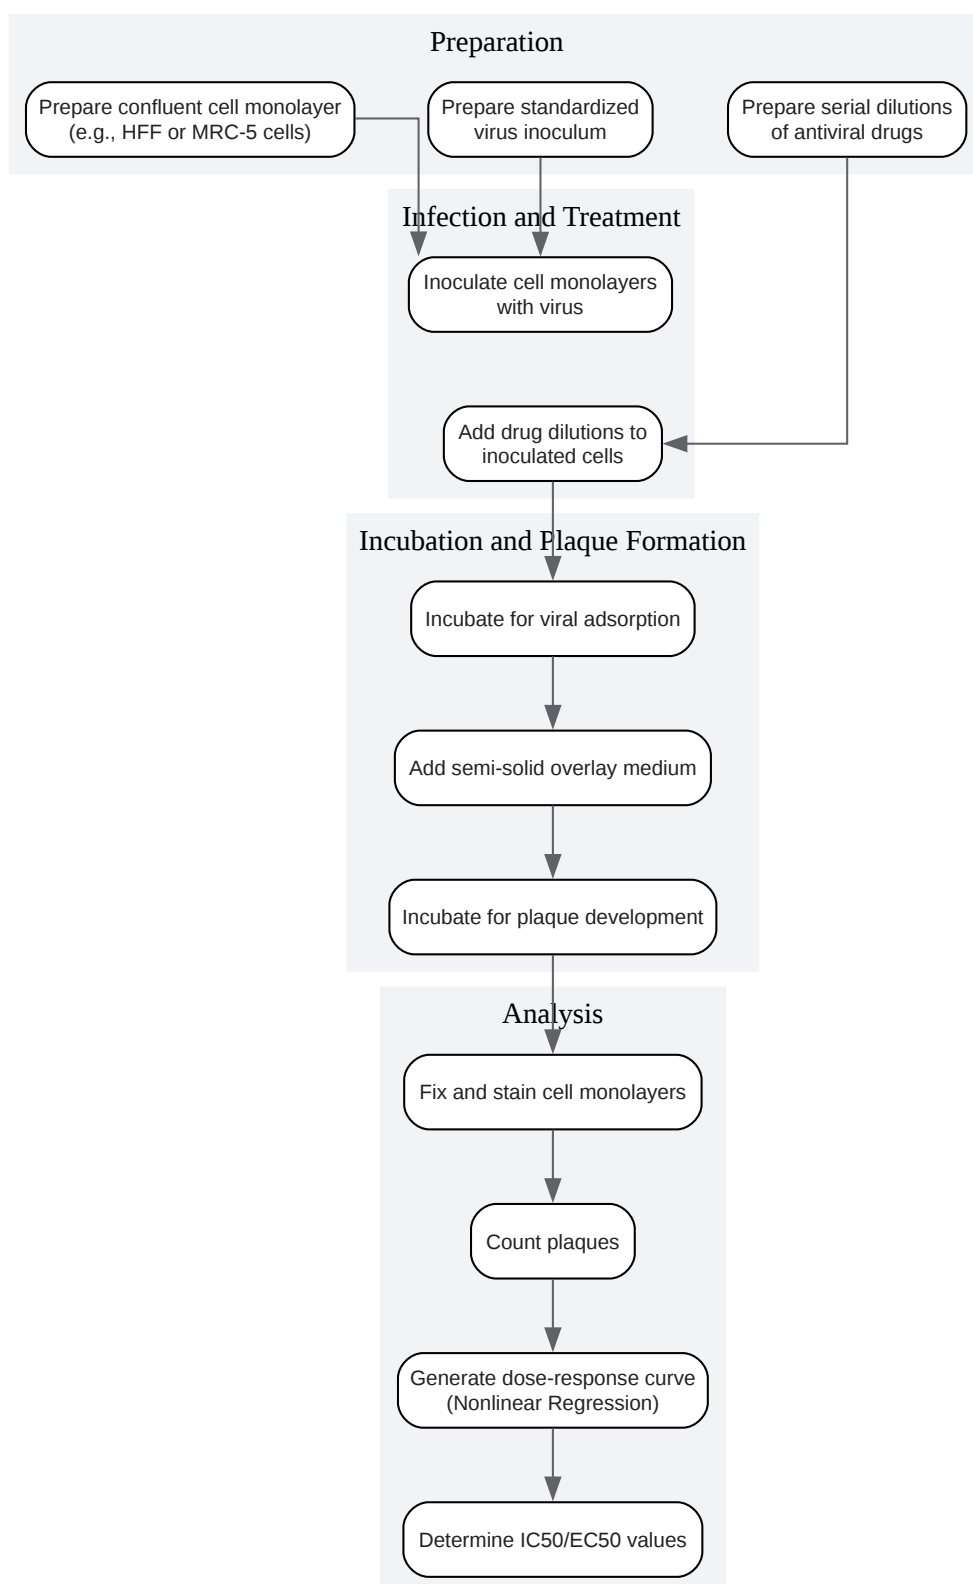 Preparation
Prepare confluent cell monolayer
(e.g., HFF or MRC-5 cells)
Prepare standardized
virus inoculum
Prepare serial dilutions
of antiviral drugs
Infection and Treatment
Inoculate cell monolayers
with virus
Add drug dilutions to
inoculated cells
Incubation and Plaque Formation
Incubate for viral adsorption
Add semi-solid overlay medium
Incubate for plaque development
Analysis
Fix and stain cell monolayers
Count plaques
Generate dose-response curve
(Nonlinear Regression)
Determine IC50/EC50 values